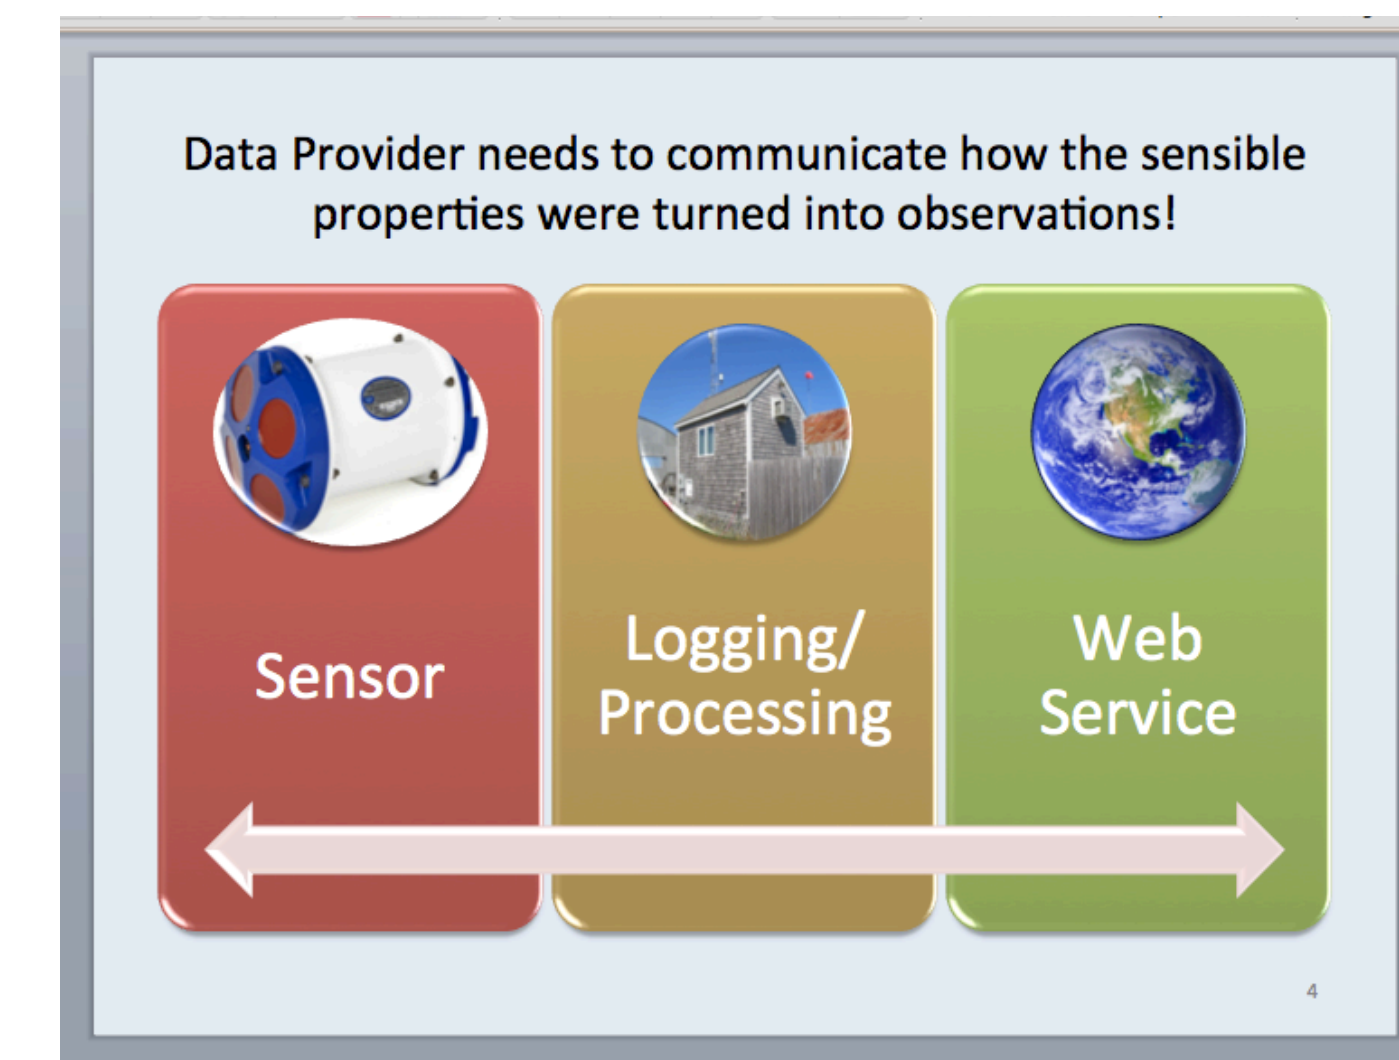 Data Provider needs to communicate how the sensible
properties were turned into observations!
Sensor
Logging/
Processing
Web
Service
4